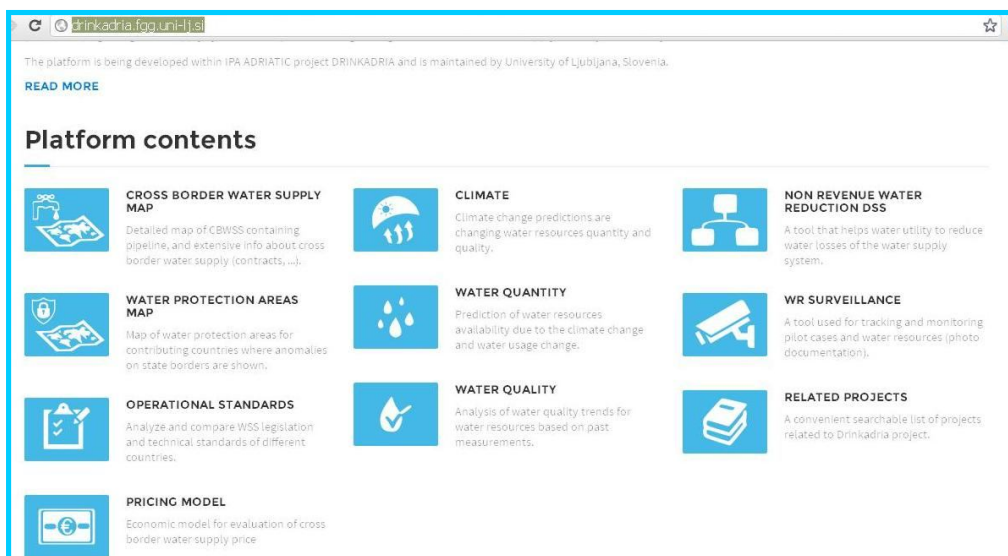 drinkadria.fgg.uni-lj.si
The platform is being developed within IPA ADRIATIC project DRINKADRIA and is maintained by University of Ljubljana, Slovenia.
READ MORE
Platform contents
CROSS BORDER WATER SUPPLY
MAP
Detailed map of CBWSS containing
pipeline, and extensive info about cross
border water supply (contracts, ...).
WATER PROTECTION AREAS
MAP
Map of water protection areas for
contributing countries where anomalies
on state borders are shown.
OPERATIONAL STANDARDS
Analyze and compare WSS legislation
and technical standards of different
countries.
PRICING MODEL
Economic model for evaluation of cross
border water supply price
CLIMATE
Climate change predictions are
changing water resources quantity and
quality.
WATER QUANTITY
Prediction of water resources
availability due to the climate change
and water usage change.
WATER QUALITY
Analysis of water quality trends for
water resources based on past
measurements.
NON REVENUE WATER
REDUCTION DSS
A tool that helps water utility to reduce
water losses of the water supply
system.
WR SURVEILLANCE
A tool used for tracking and monitoring
pilot cases and water resources (photo
documentation).
RELATED PROJECTS
A convenient searchable list of projects
related to Drinkadria project.